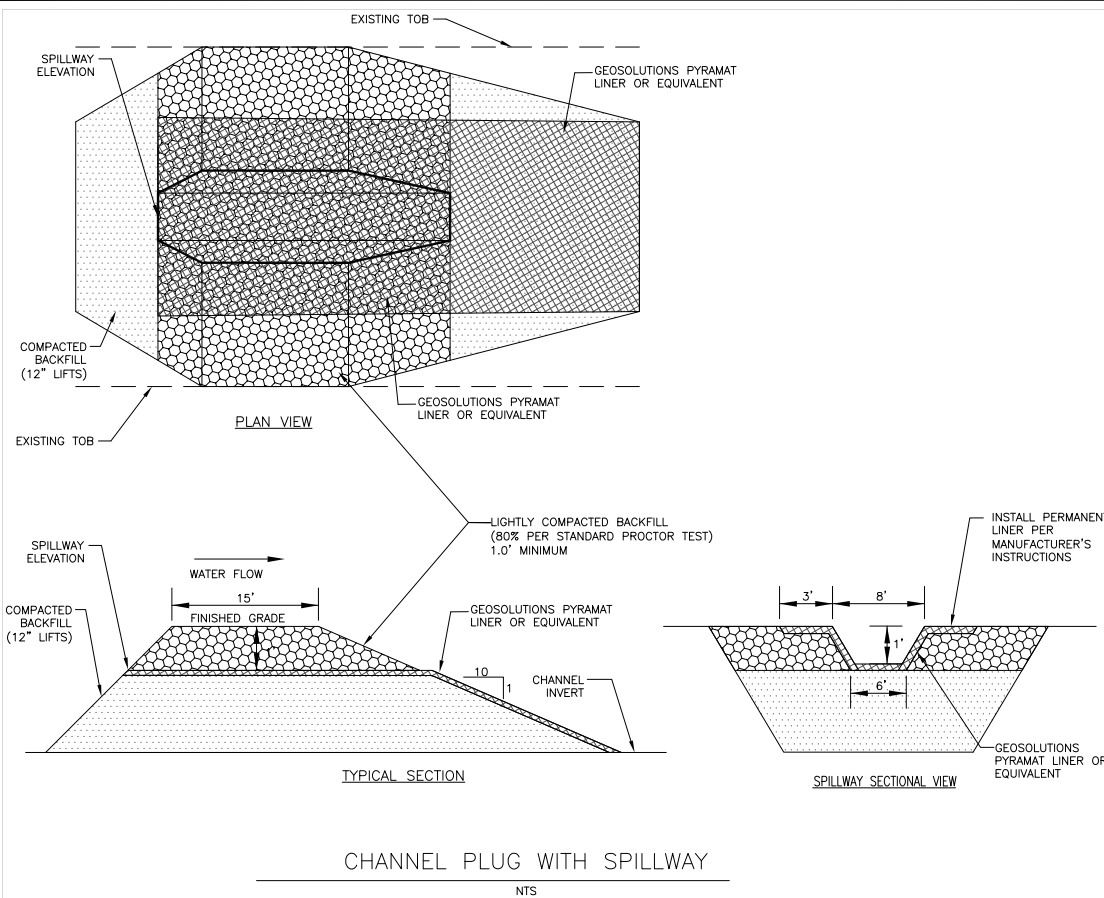 EXISTING TOB
SPILLWAY
ELEVATION
GEOSOLUTIONS PYRAMAT
LINER OR EQUIVALENT
COMPACTED
BACKFILL
(12" LIFTS)
GEOSOLUTIONS PYRAMAT
LINER OR EQUIVALENT
PLAN VIEW
EXISTING TOB
LIGHTLY COMPACTED BACKFILL
(80% PER STANDARD PROCTOR TEST)
1.0' MINIMUM
SPILLWAY
ELEVATION
WATER FLOW
15'
FINISHED GRADE
COMPACTED
BACKFILL
(12" LIFTS)
GEOSOLUTIONS PYRAMAT
LINER OR EQUIVALENT
10
1
CHANNEL
INVERT
TYPICAL SECTION
INSTALL PERMANENT
LINER PER
MANUFACTURER'S
INSTRUCTIONS
3'
8'
1'
6'
GEOSOLUTIONS
PYRAMAT LINER OR
EQUIVALENT
SPILLWAY SECTIONAL VIEW
CHANNEL PLUG WITH SPILLWAY
NTS